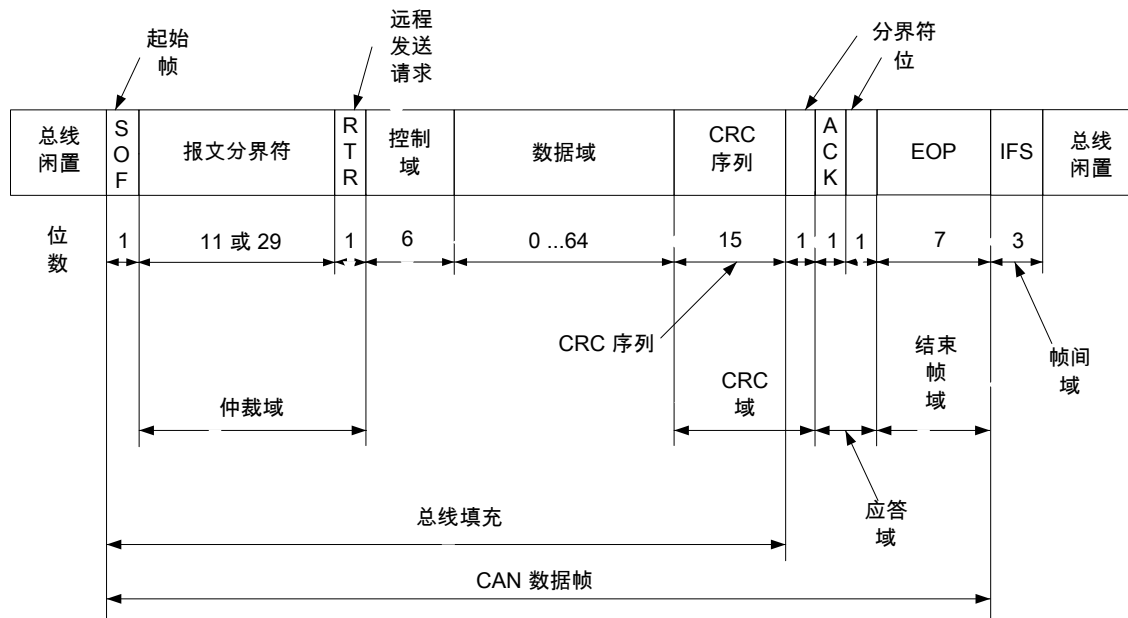 起始
帧
远程
发送
请求
分界符
位
总线
闲置
S
O
F
报文分界符
R
T
R
控制
域
数据域
CRC
序列
A
C
K
EOP
IFS
总线
闲置
位
数
1
11 或 29
1
6
0 ...64
15
1
1
1
7
3
CRC 序列
仲裁域
CRC
域
结束
帧
域
帧间
域
应答
域
总线填充
CAN 数据帧